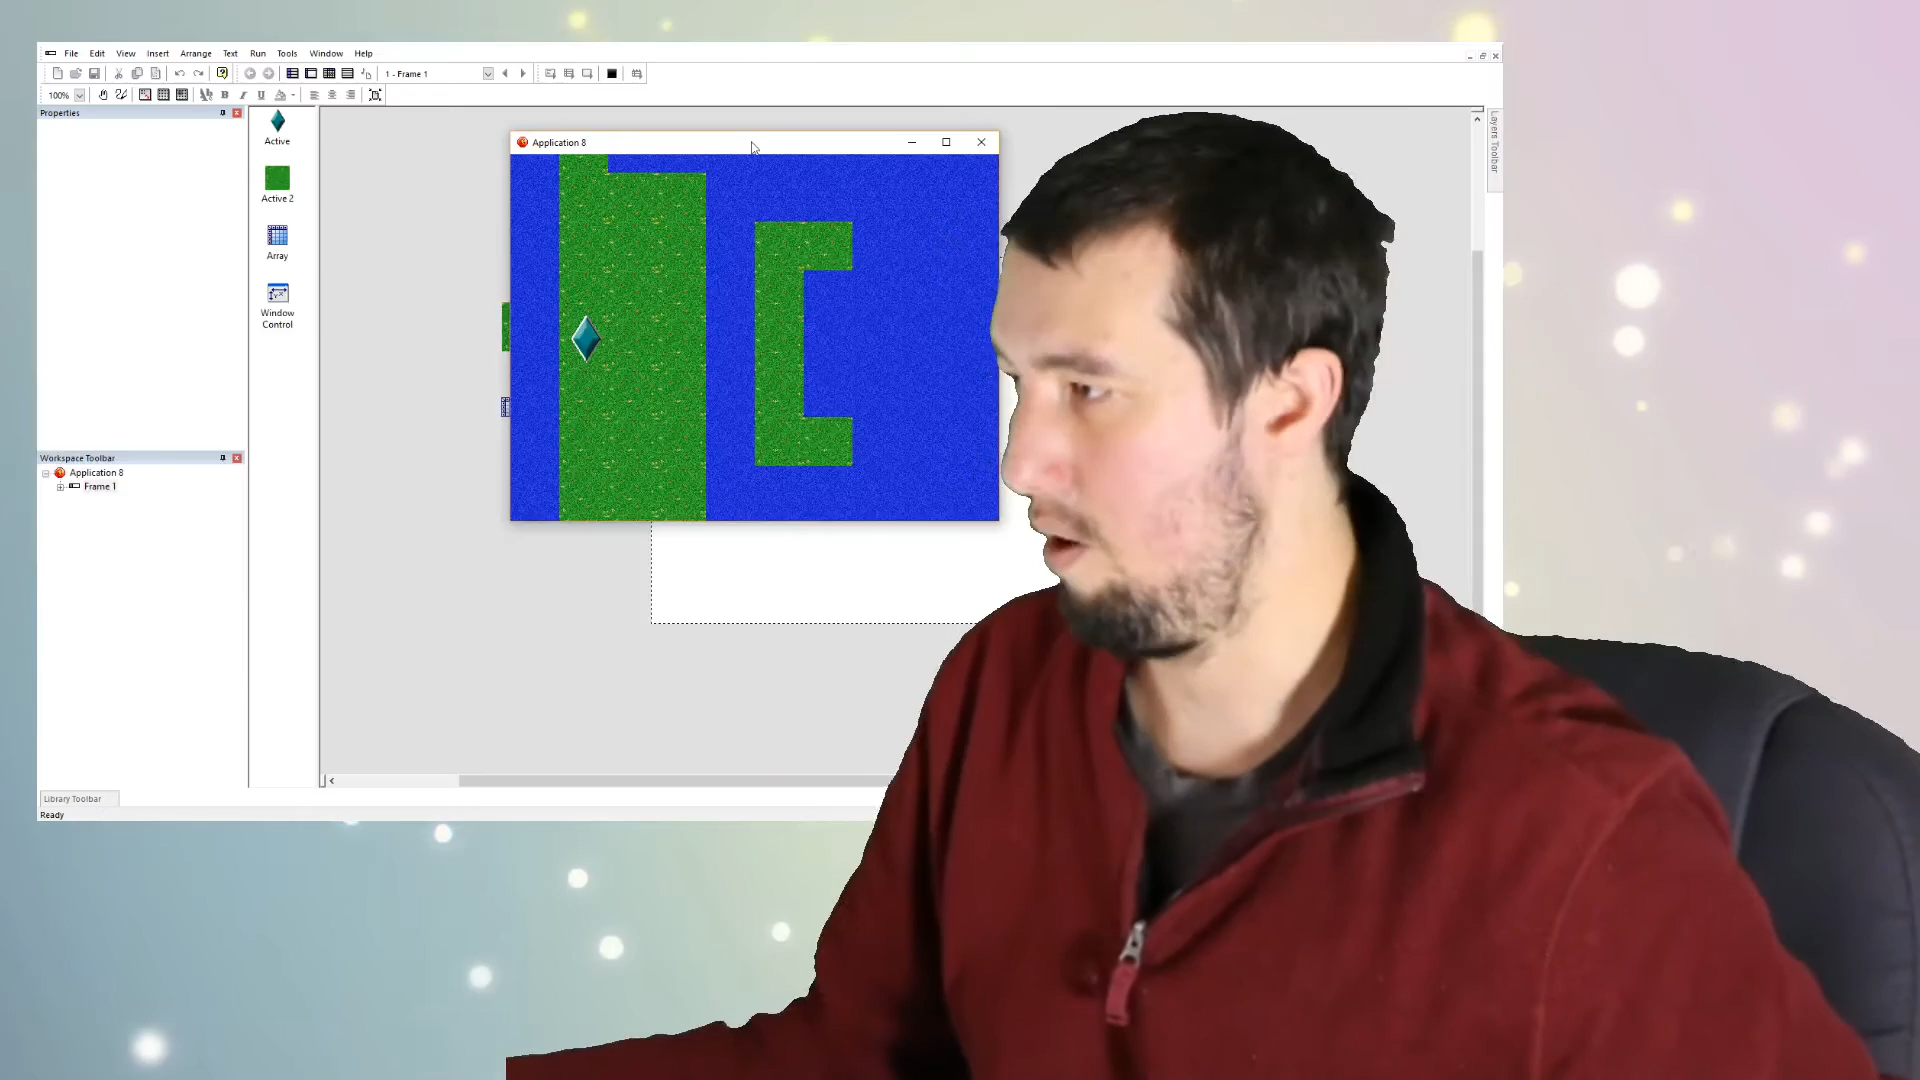 File Edit View Insert Arrange Text Run Tools Window Help
1 - Frame 1
100%
B I U
Properties
Active
Active 2
Array
Window
Control
Application 8
Layers Toolbar
Workspace Toolbar
Application 8
Frame 1
Library Toolbar
Ready